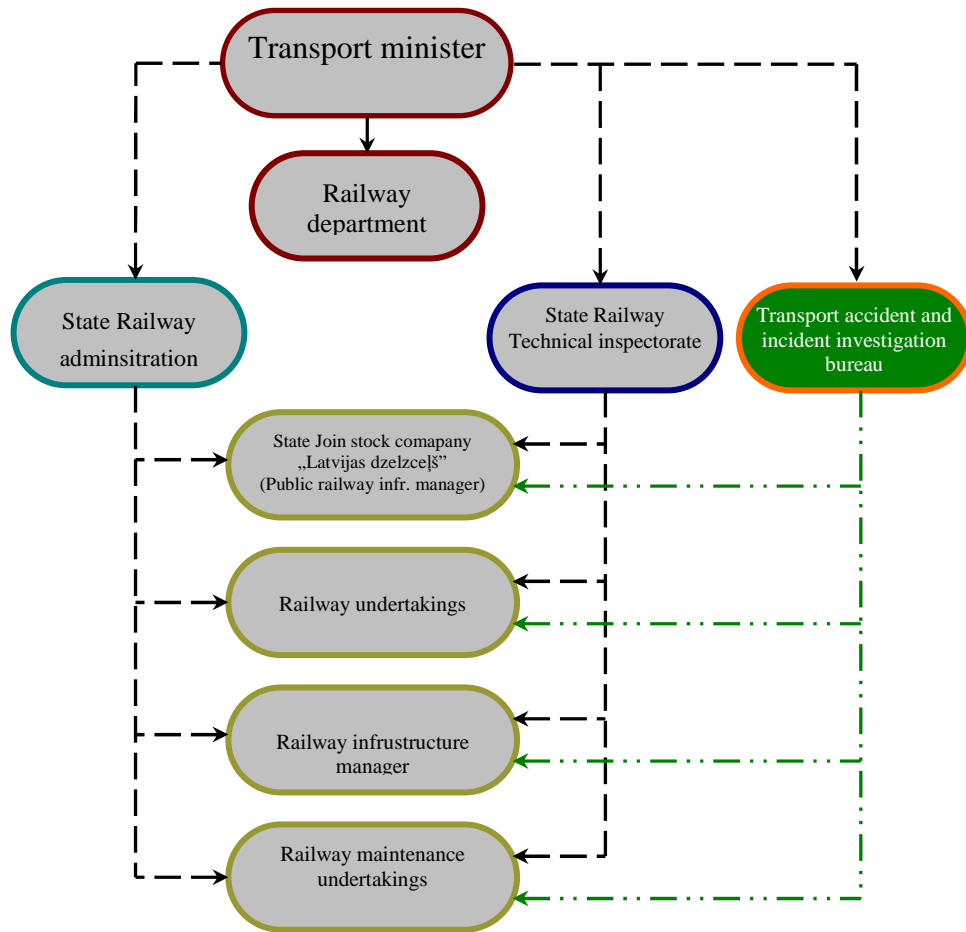 Transport minister
Railway
department
State Railway
adminsitration
State Railway
Technical inspectorate
Transport accident and
incident investigation
bureau
State Join stock comapany
„Latvijas dzelzceļš”
(Public railway infr. manager)
Railway undertakings
Railway infrustructure
manager
Railway maintenance
undertakings